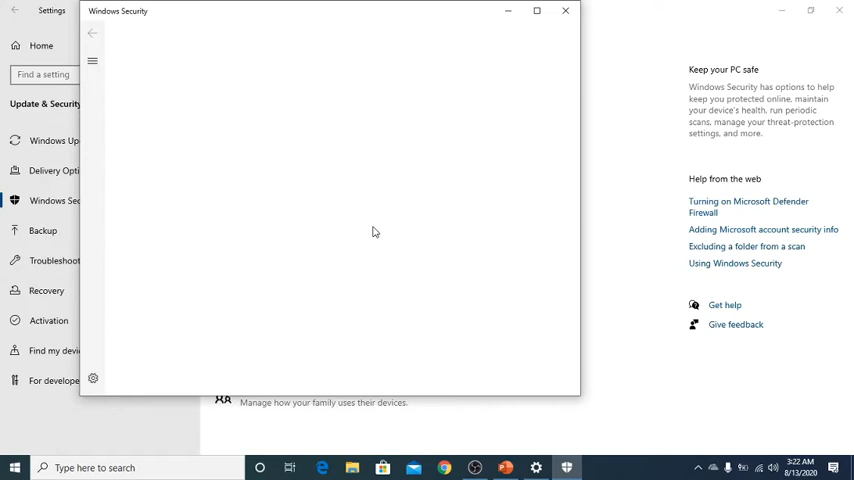 Settings
Windows Security
Home
Find a setting
Update & Security
Windows Up
Delivery Opti
Windows Sec
Backup
Troubleshoot
Recovery
Activation
Find my devi
For develope
Manage how your family uses their devices.
Keep your PC safe
Windows Security has options to help
keep you protected online, maintain
your device's health, run periodic
scans, manage your threat-protection
settings, and more.
Help from the web
Turning on Microsoft Defender
Firewall
Adding Microsoft account security info
Excluding a folder from a scan
Using Windows Security
Get help
Give feedback
Type here to search
3:22 AM
8/13/2020